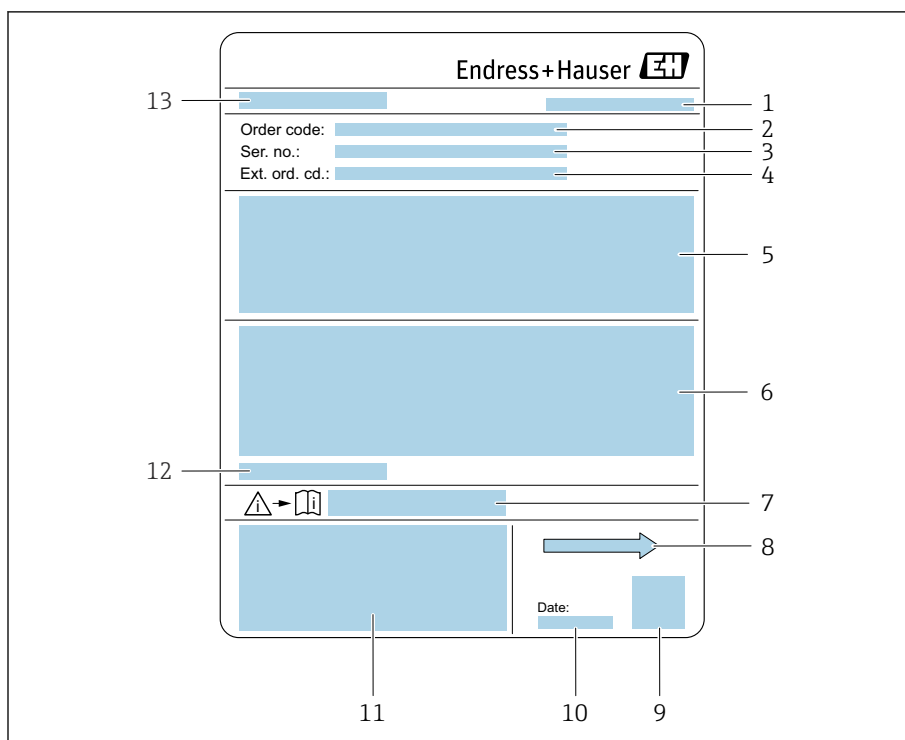 Endress+Hauser EH
13
1
Order code:
2
Ser. no.:
3
Ext. ord. cd.:
4
5
6
12
i
i
7
8
Date:
11
10
9